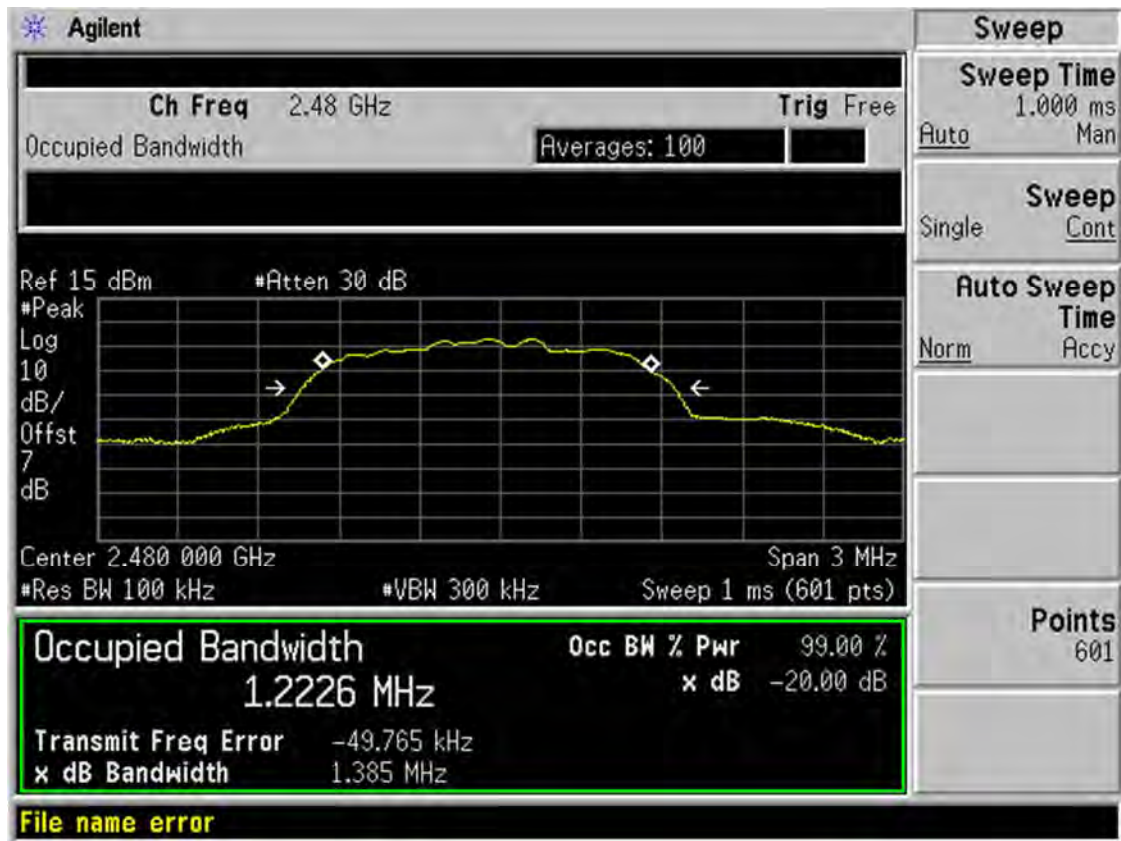 Agilent
Sweep
Ch Freq 2.48 GHz Trig Free
Occupied Bandwidth Averages: 100
Sweep Time
1.000 ms
Auto Man
Sweep
Single Cont
Auto Sweep
Time
Norm Accy
Points
601
Ref 15 dBm #Atten 30 dB
#Peak
Log
10
dB/
Offst
7
dB
Center 2.480 000 GHz Span 3 MHz
#Res BW 100 kHz #VBW 300 kHz Sweep 1 ms (601 pts)
Occupied Bandwidth Occ BW % Pwr 99.00 %
1.2226 MHz x dB -20.00 dB
Transmit Freq Error -49.765 kHz
x dB Bandwidth 1.385 MHz
File name error